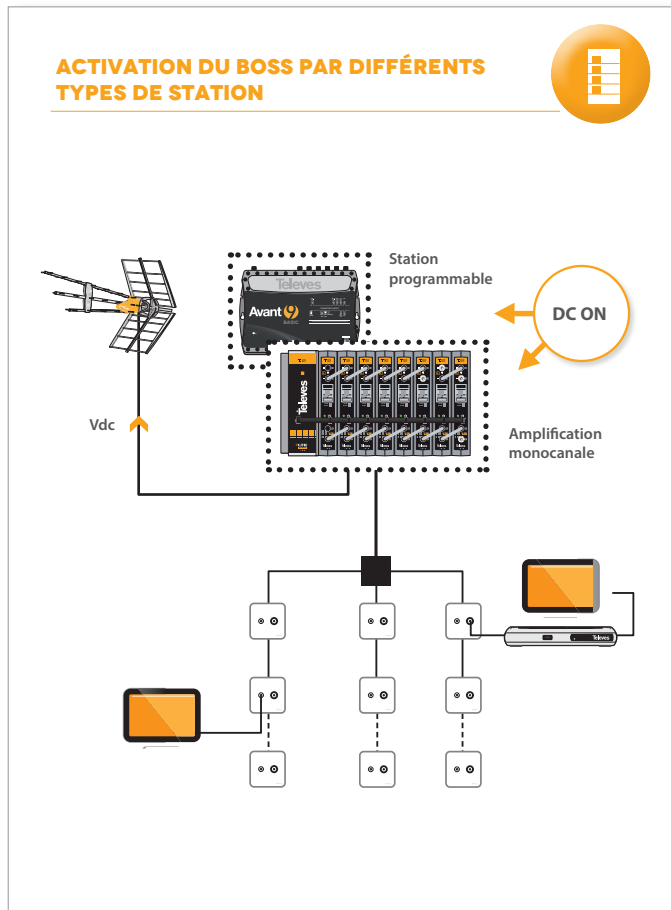 ACTIVATION DU BOSS PAR DIFFÉRENTS
TYPES DE STATION
Station
programmable
Televes
Avant 9
BASIC
DC ON
Televes
Vdc
Amplification
monocanale
Televes